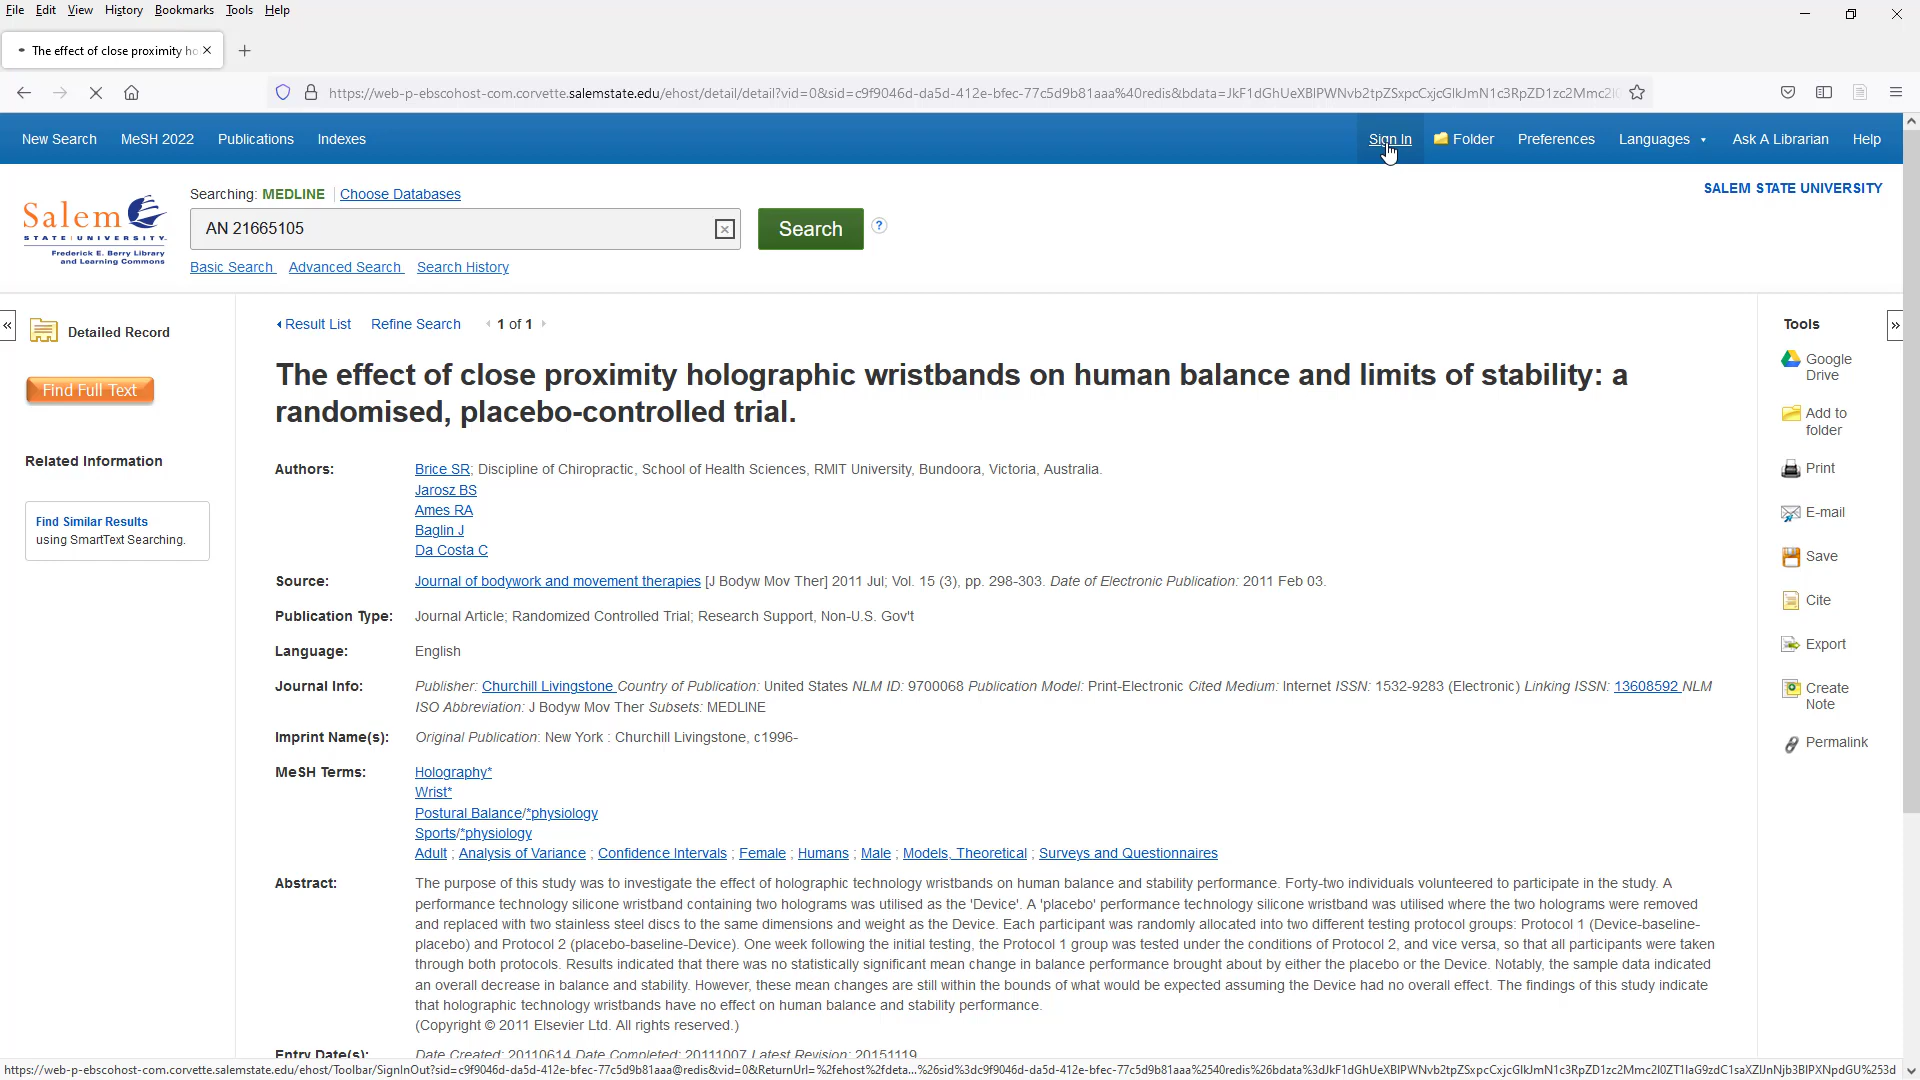 File Edit View History Bookmarks Tools Help
The effect of close proximity ho
https://web-p-ebscohost-com.corvette.salemstate.edu/ehost/detail/detail?vid=0&sid=c9f9046d-da5d-412e-bfec-77c5d9b81aaa%40redis&bdata=
New Search MeSH 2022 Publications Indexes Sign In Folder Preferences Languages Ask A Librarian Help
Searching: MEDLINE Choose Databases
SALEM STATE UNIVERSITY
Salem
STATE UNIVERSITY
Frederick E. Berry Library
and Learning Commons
AN 21665105
Search
?
Basic Search Advanced Search Search History
« Detailed Record
Find Full Text
Related Information
Find Similar Results
using SmartText Searching.
Result List Refine Search 1 of 1
The effect of close proximity holographic wristbands on human balance and limits of stability: a
randomised, placebo-controlled trial.
Authors: Brice SR; Discipline of Chiropractic, School of Health Sciences, RMIT University, Bundoora, Victoria, Australia.
Jarosz BS
Ames RA
Baglin J
Da Costa C
Source: Journal of bodywork and movement therapies [J Bodyw Mov Ther] 2011 Jul; Vol. 15 (3), pp. 298-303. Date of Electronic Publication: 2011 Feb 03.
Publication Type: Journal Article; Randomized Controlled Trial; Research Support, Non-U.S. Gov't
Language: English
Journal Info: Publisher: Churchill Livingstone Country of Publication: United States NLM ID: 9700068 Publication Model: Print-Electronic Cited Medium: Internet ISSN: 1532-9283 (Electronic) Linking ISSN: 13608592 NLM
ISO Abbreviation: J Bodyw Mov Ther Subsets: MEDLINE
Imprint Name(s): Original Publication: New York : Churchill Livingstone, c1996-
MeSH Terms: Holography*
Wrist*
Postural Balance/*physiology
Sports/*physiology
Adult ; Analysis of Variance ; Confidence Intervals ; Female ; Humans ; Male ; Models, Theoretical ; Surveys and Questionnaires
Abstract: The purpose of this study was to investigate the effect of holographic technology wristbands on human balance and stability performance. Forty-two individuals volunteered to participate in the study. A
performance technology silicone wristband containing two holograms was utilised as the 'Device'. A 'placebo' performance technology silicone wristband was utilised where the two holograms were removed
and replaced with two stainless steel discs to the same dimensions and weight as the Device. Each participant was randomly allocated into two different testing protocol groups: Protocol 1 (Device-baseline-
placebo) and Protocol 2 (placebo-baseline-Device). One week following the initial testing, the Protocol 1 group was tested under the conditions of Protocol 2, and vice versa, so that all participants were taken
through both protocols. Results indicated that there was no statistically significant mean change in balance performance brought about by either the placebo or the Device. Notably, the sample data indicated
an overall decrease in balance and stability. However, these mean changes are still within the bounds of what would be expected assuming the Device had no overall effect. The findings of this study indicate
that holographic technology wristbands have no effect on human balance and stability performance.
(Copyright © 2011 Elsevier Ltd. All rights reserved.)
Entry Date(s): Date Created: 20110614 Date Completed: 20111007 Latest Revision: 20151119
Tools »
Google
Drive
Add to
folder
Print
E-mail
Save
Cite
Export
Create
Note
Permalink
https://web-p-ebscohost-com.corvette.salemstate.edu/ehost/Toolbar/SignInOut?sid=c9f9046d-da5d-412e-bfec-77c5d9b81aaa@redis&vid=0&ReturnUrl=%2fehost%2fdeta...